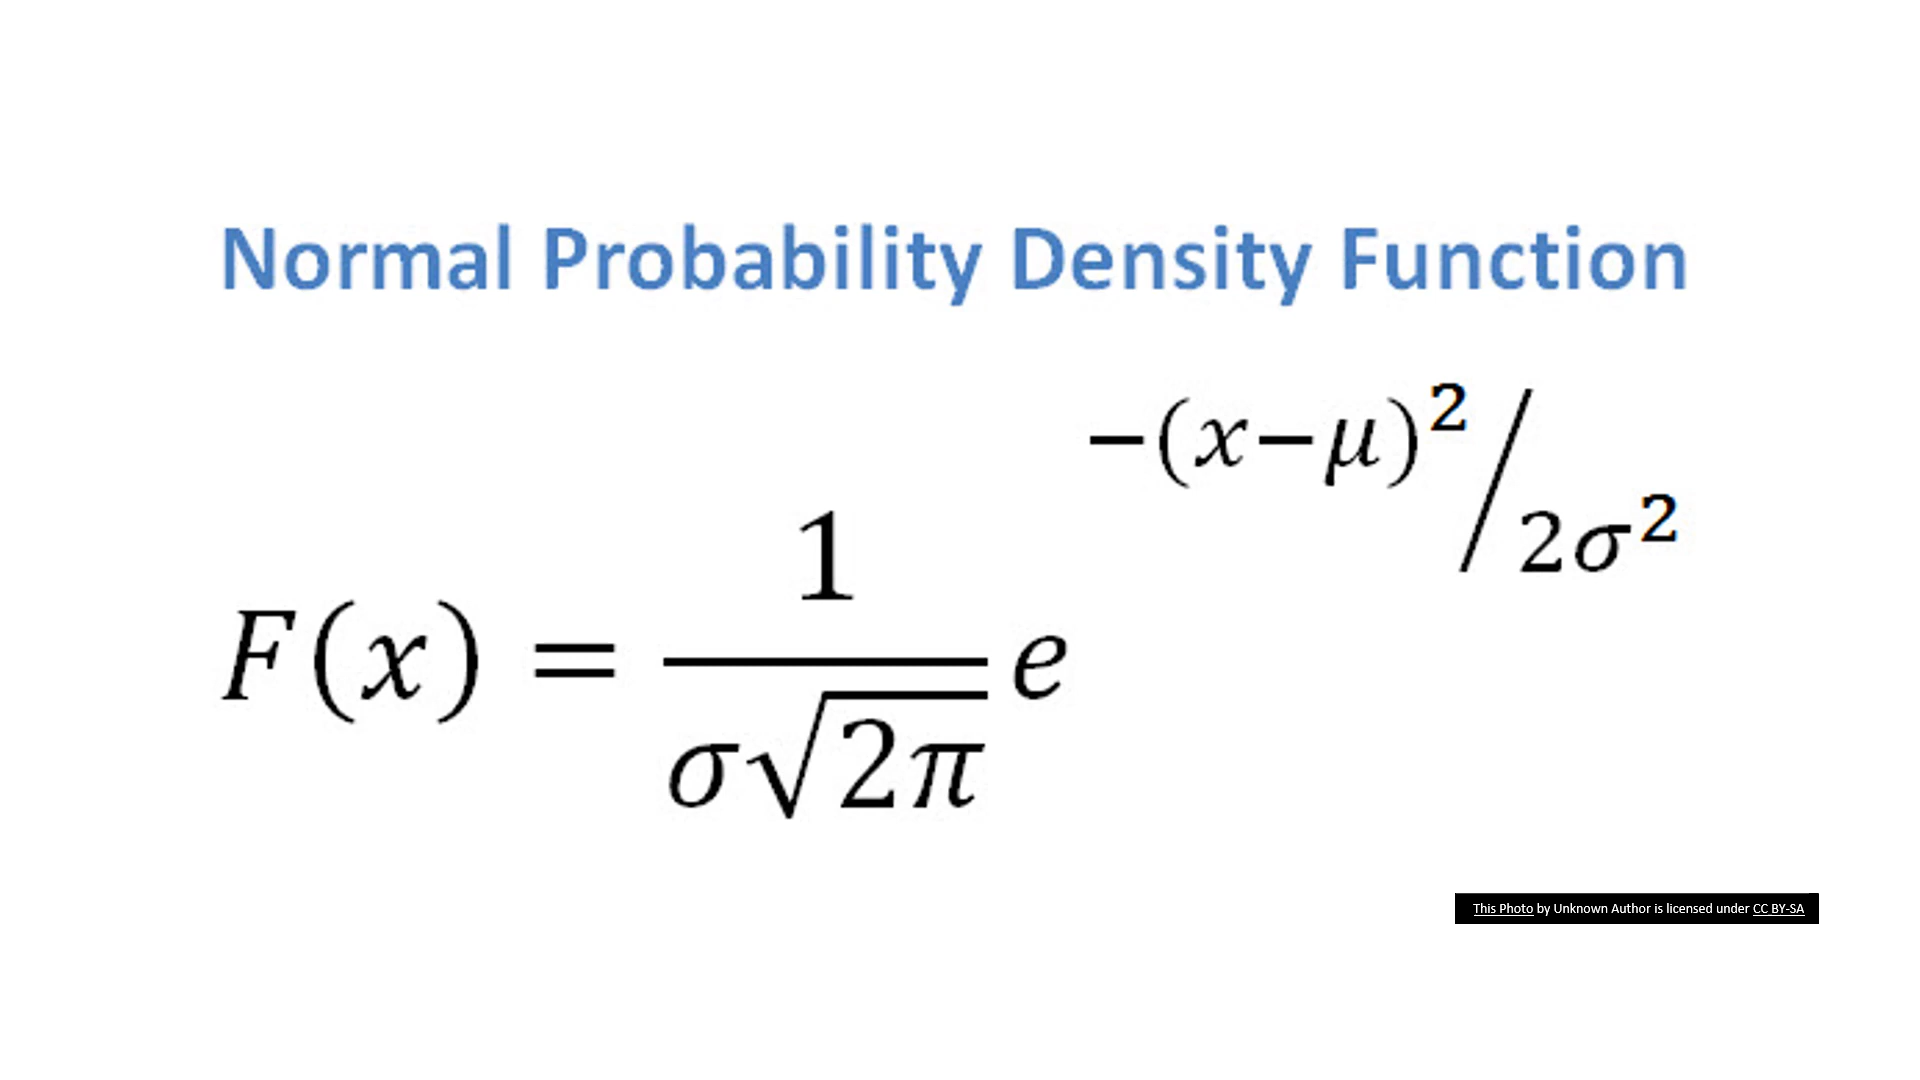 Normal Probability Density Function
F(x) = 1/(σ√2π) e^(−(x−μ)²/2σ²)
This Photo by Unknown Author is licensed under CC BY-SA